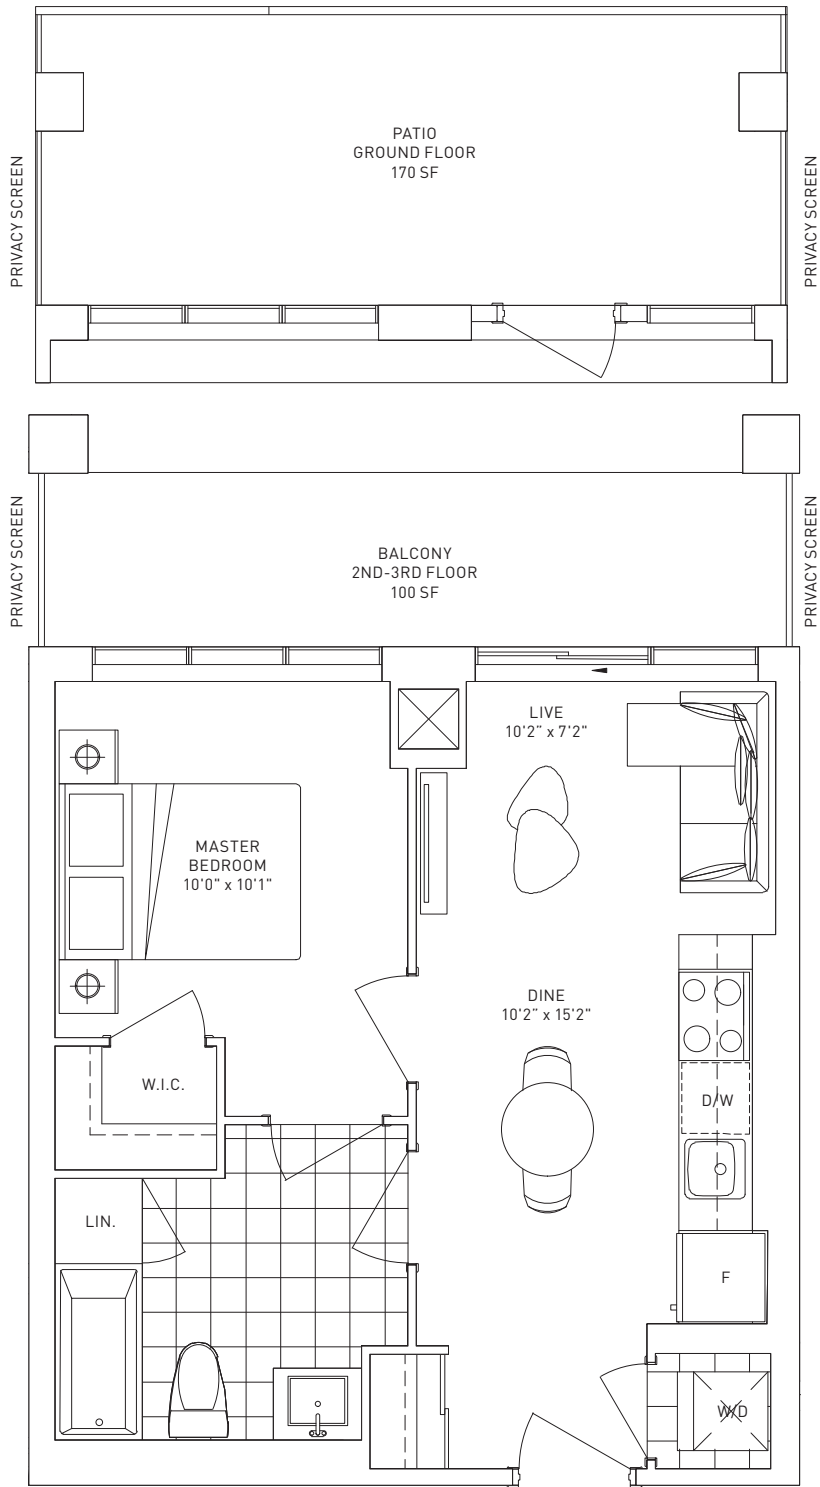 PATIO
GROUND FLOOR
170 SF
PRIVACY SCREEN
PRIVACY SCREEN
BALCONY
2ND-3RD FLOOR
100 SF
PRIVACY SCREEN
PRIVACY SCREEN
LIVE
10'2" x 7'2"
MASTER
BEDROOM
10'0" x 10'1"
DINE
10'2" x 15'2"
W.I.C.
D/W
LIN.
F
W/D